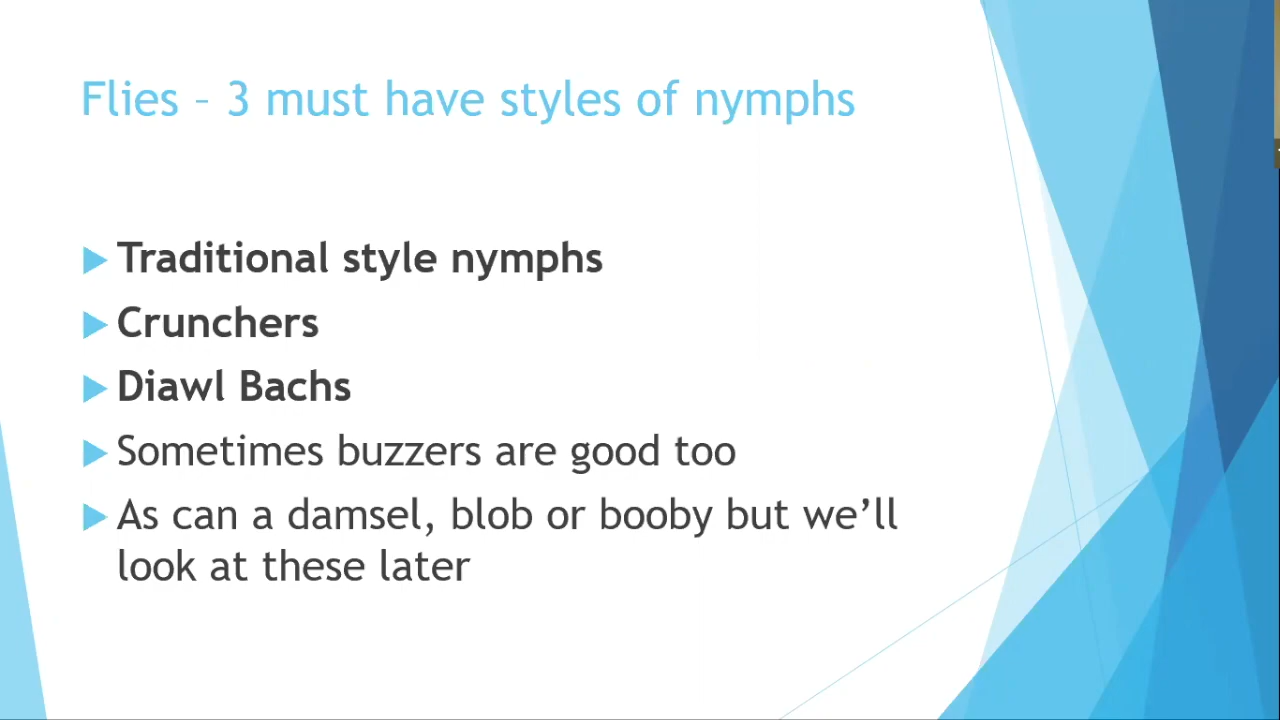 Flies – 3 must have styles of nymphs
Traditional style nymphs
Crunchers
Diawl Bachs
Sometimes buzzers are good too
As can a damsel, blob or booby but we’ll
look at these later